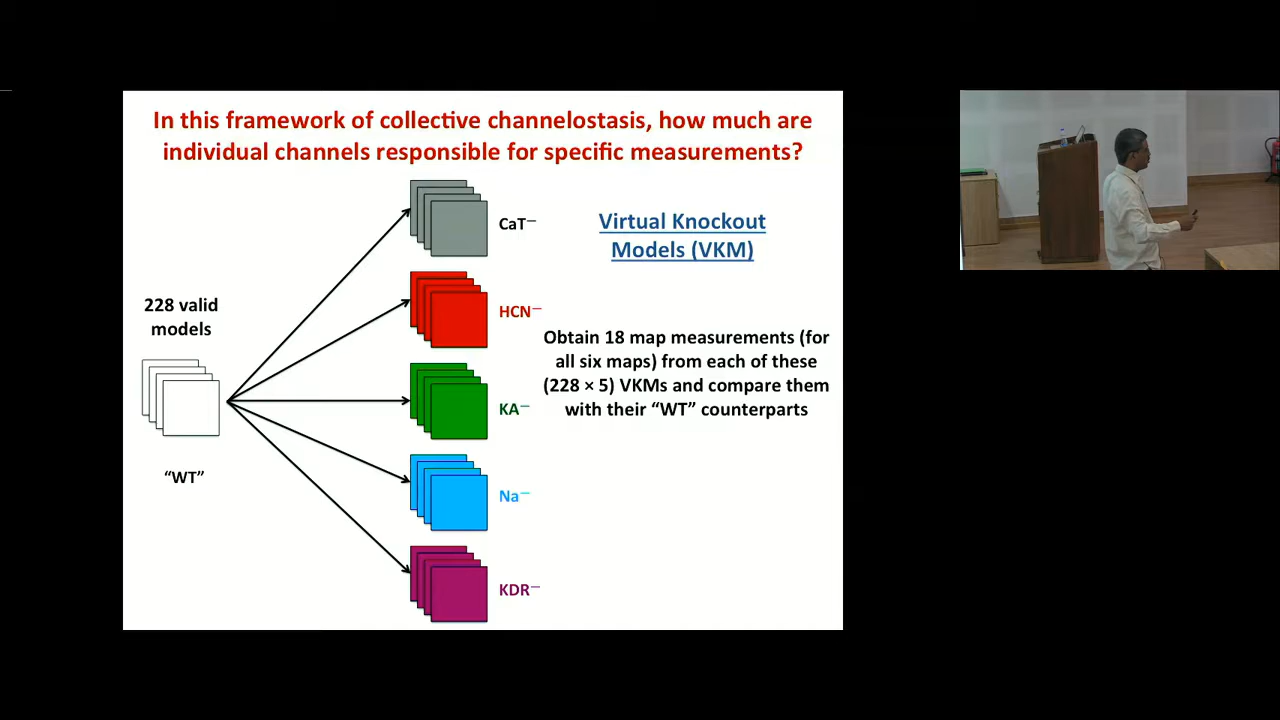 In this framework of collective channelostasis, how much are
individual channels responsible for specific measurements?
CaT—
Virtual Knockout
Models (VKM)
228 valid
models
HCN—
Obtain 18 map measurements (for
all six maps) from each of these
(228 × 5) VKMs and compare them
with their “WT” counterparts
KA—
“WT”
Na—
KDR—